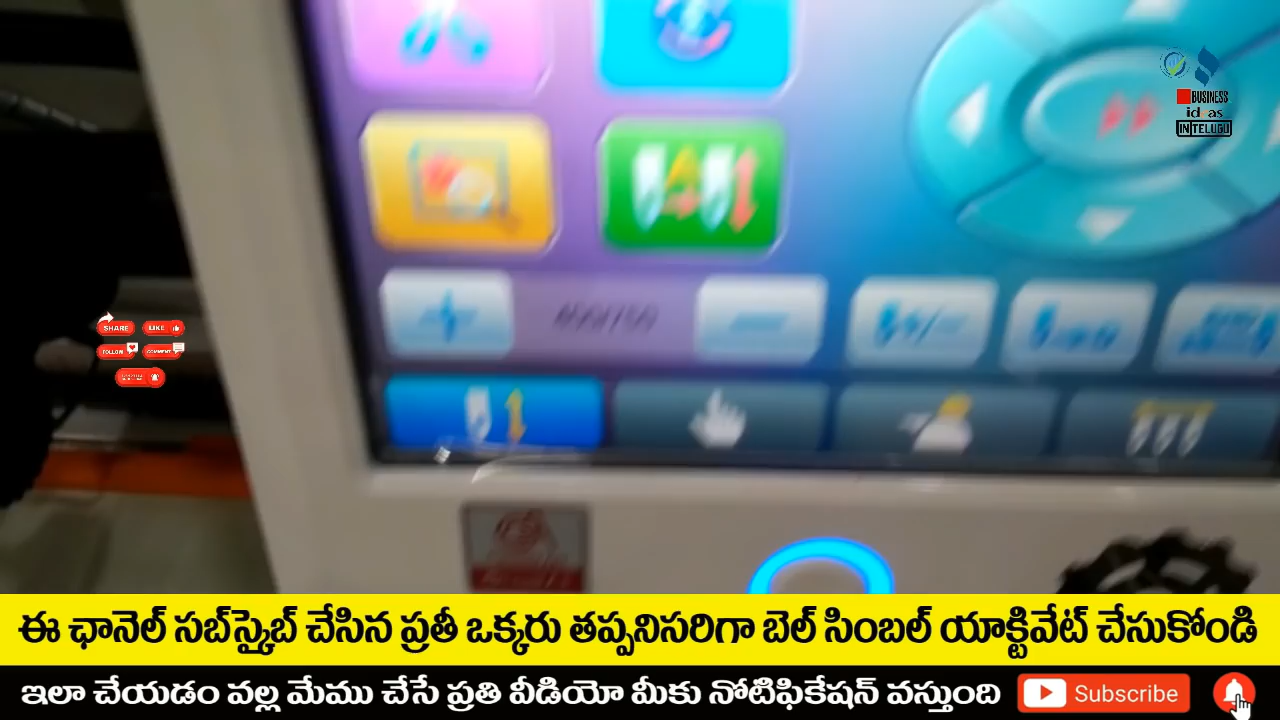 BUSINESS
id as
IN TELUGU
SHARE
LIKE
FOLLOW
COMMENT
ఈ ఛానెల్ సబ్‌స్క్రైబ్ చేసిన ప్రతీ ఒక్కరు తప్పనిసరిగా బెల్ సింబల్ యాక్టివేట్ చేసుకోండి
ఇలా చేయడం వల్ల మేము చేసే ప్రతి వీడియో మీకు నోటిఫికేషన్ వస్తుంది
Subscribe